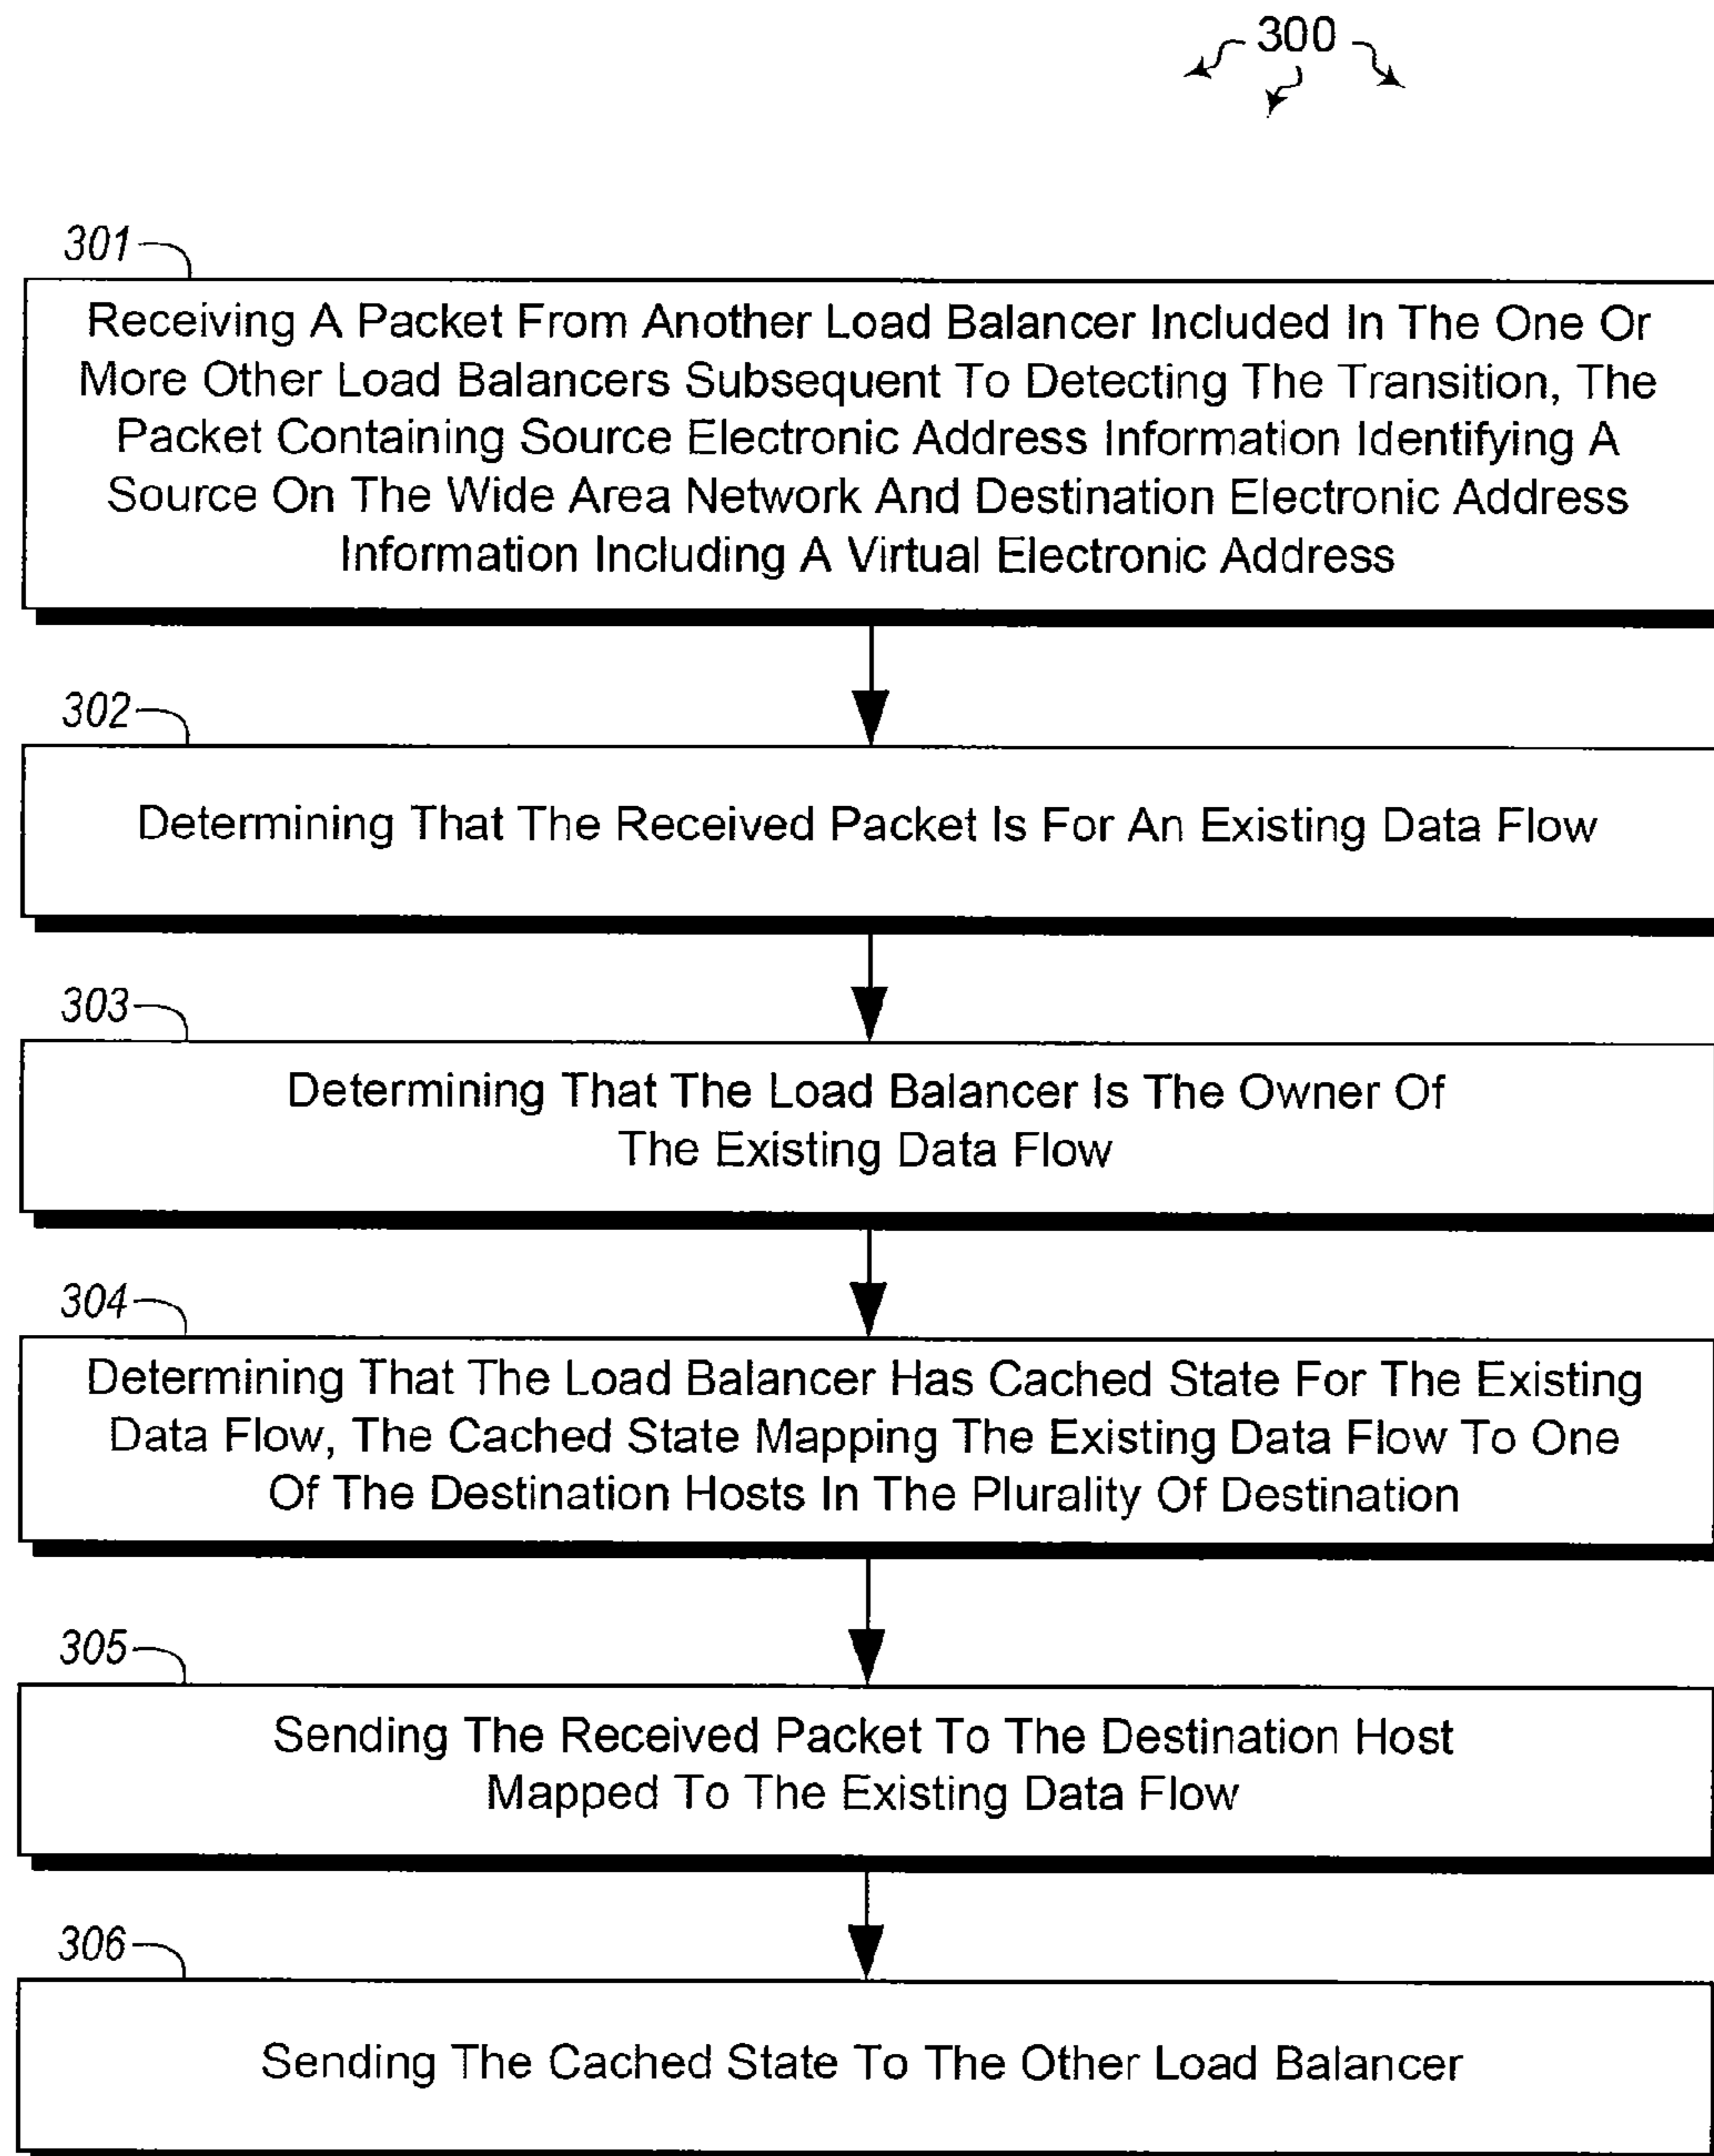 300
301
Receiving A Packet From Another Load Balancer Included In The One Or
More Other Load Balancers Subsequent To Detecting The Transition, The
Packet Containing Source Electronic Address Information Identifying A
Source On The Wide Area Network And Destination Electronic Address
Information Including A Virtual Electronic Address
302
Determining That The Received Packet Is For An Existing Data Flow
303
Determining That The Load Balancer Is The Owner Of
The Existing Data Flow
304
Determining That The Load Balancer Has Cached State For The Existing
Data Flow, The Cached State Mapping The Existing Data Flow To One
Of The Destination Hosts In The Plurality Of Destination
305
Sending The Received Packet To The Destination Host
Mapped To The Existing Data Flow
306
Sending The Cached State To The Other Load Balancer